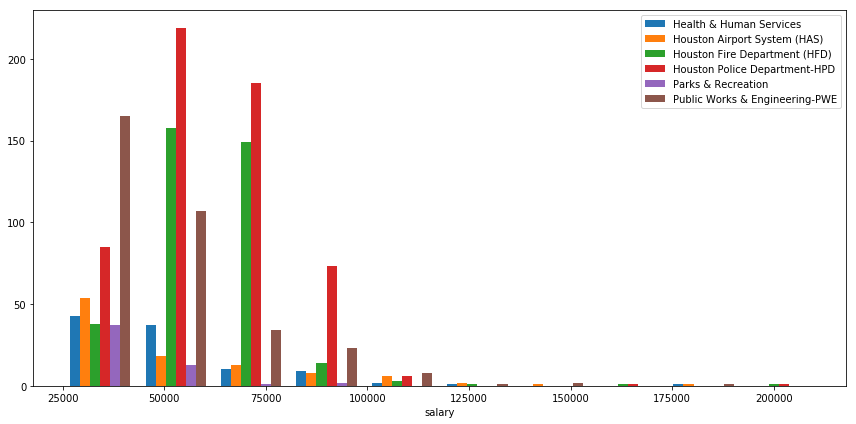 Health & Human Services
Houston Airport System (HAS)
Houston Fire Department (HFD)
Houston Police Department-HPD
Parks & Recreation
Public Works & Engineering-PWE
200
150
100
50
0
25000 50000 75000 100000 125000 150000 175000 200000
salary